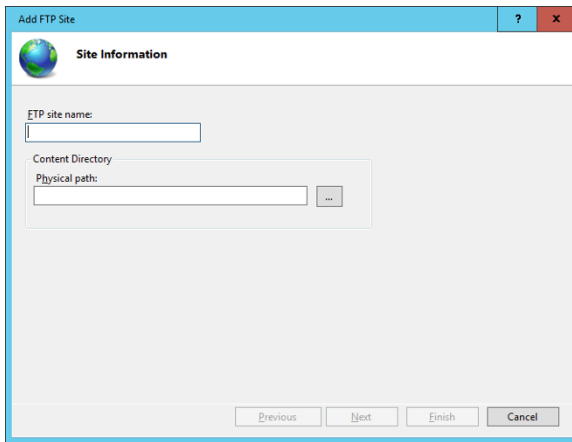 Add FTP Site
?
x
Site Information
FTP site name:
Content Directory
Physical path:
...
Previous Next Finish Cancel